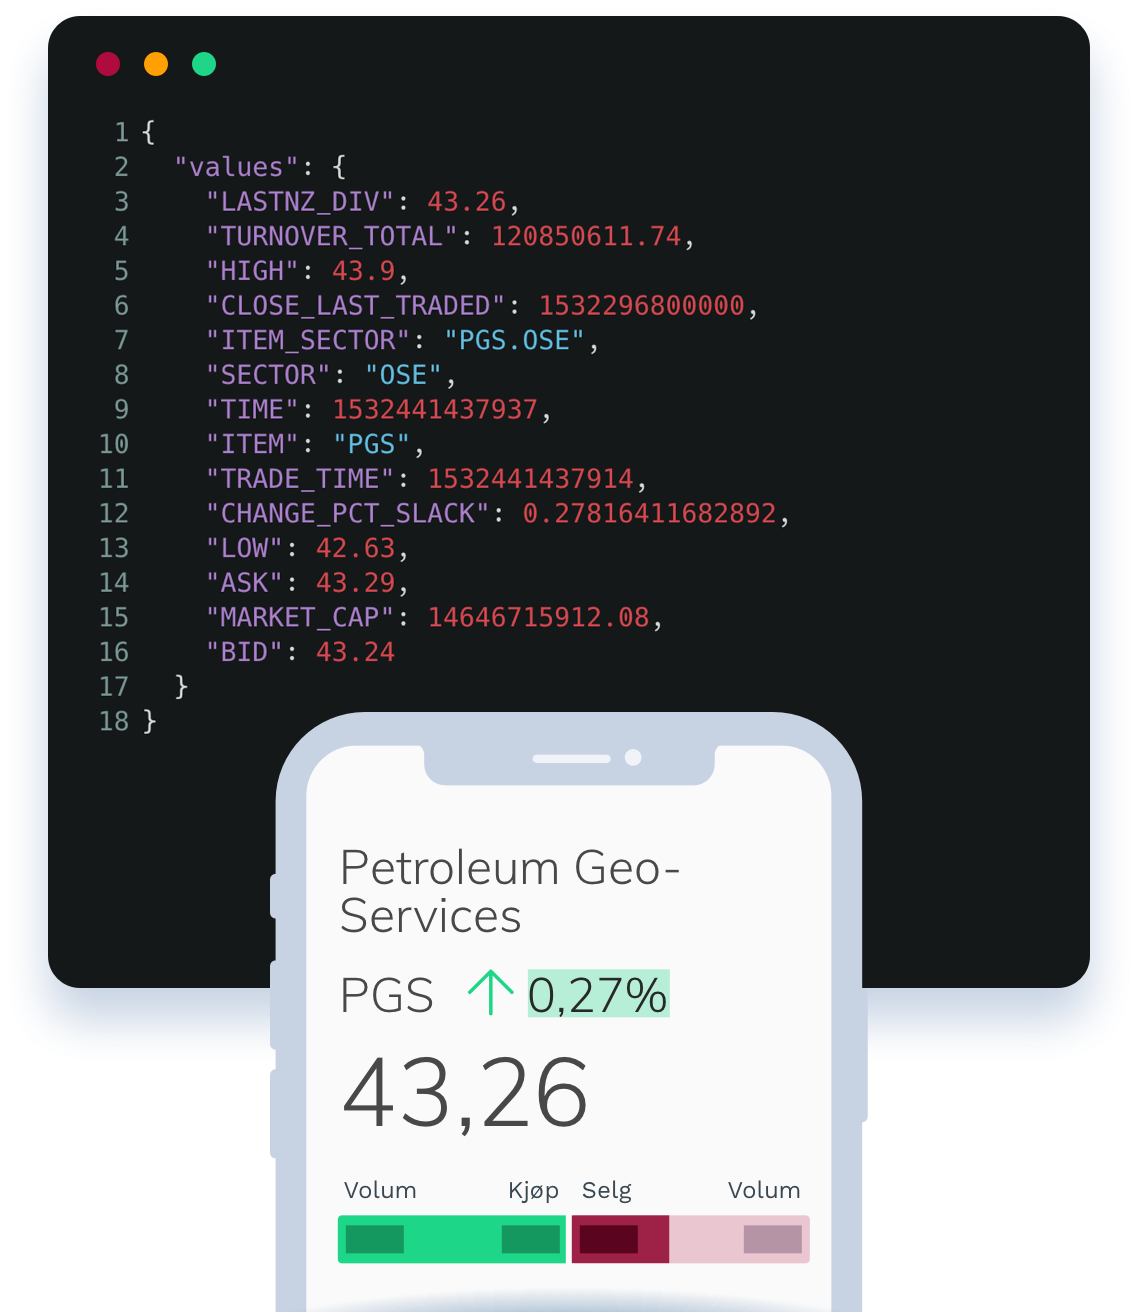 1 {
2 "values": {
3 "LASTNZ_DIV": 43.26,
4 "TURNOVER_TOTAL": 120850611.74,
5 "HIGH": 43.9,
6 "CLOSE_LAST_TRADED": 1532296800000,
7 "ITEM_SECTOR": "PGS.OSE",
8 "SECTOR": "OSE",
9 "TIME": 1532441437937,
10 "ITEM": "PGS",
11 "TRADE_TIME": 1532441437914,
12 "CHANGE_PCT_SLACK": 0.27816411682892,
13 "LOW": 42.63,
14 "ASK": 43.29,
15 "MARKET_CAP": 14646715912.08,
16 "BID": 43.24
17 }
18 }
Petroleum Geo-
Services
PGS 0,27%
43,26
Volum Kjøp Selg Volum